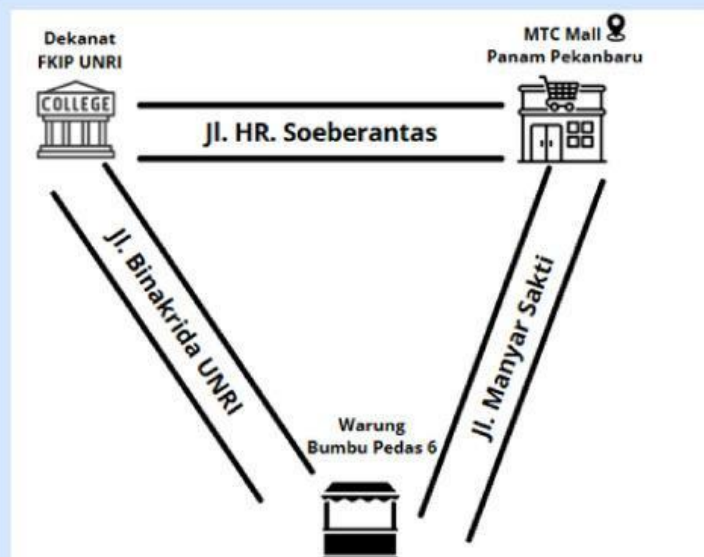 Dekanat
FKIP UNRI
COLLEGE
MTC Mall
Panam Pekanbaru
Jl. HR. Soeberantas
Jl. Binakrida UNRI
Jl. Manyar Sakti
Warung
Bumbu Pedas 6